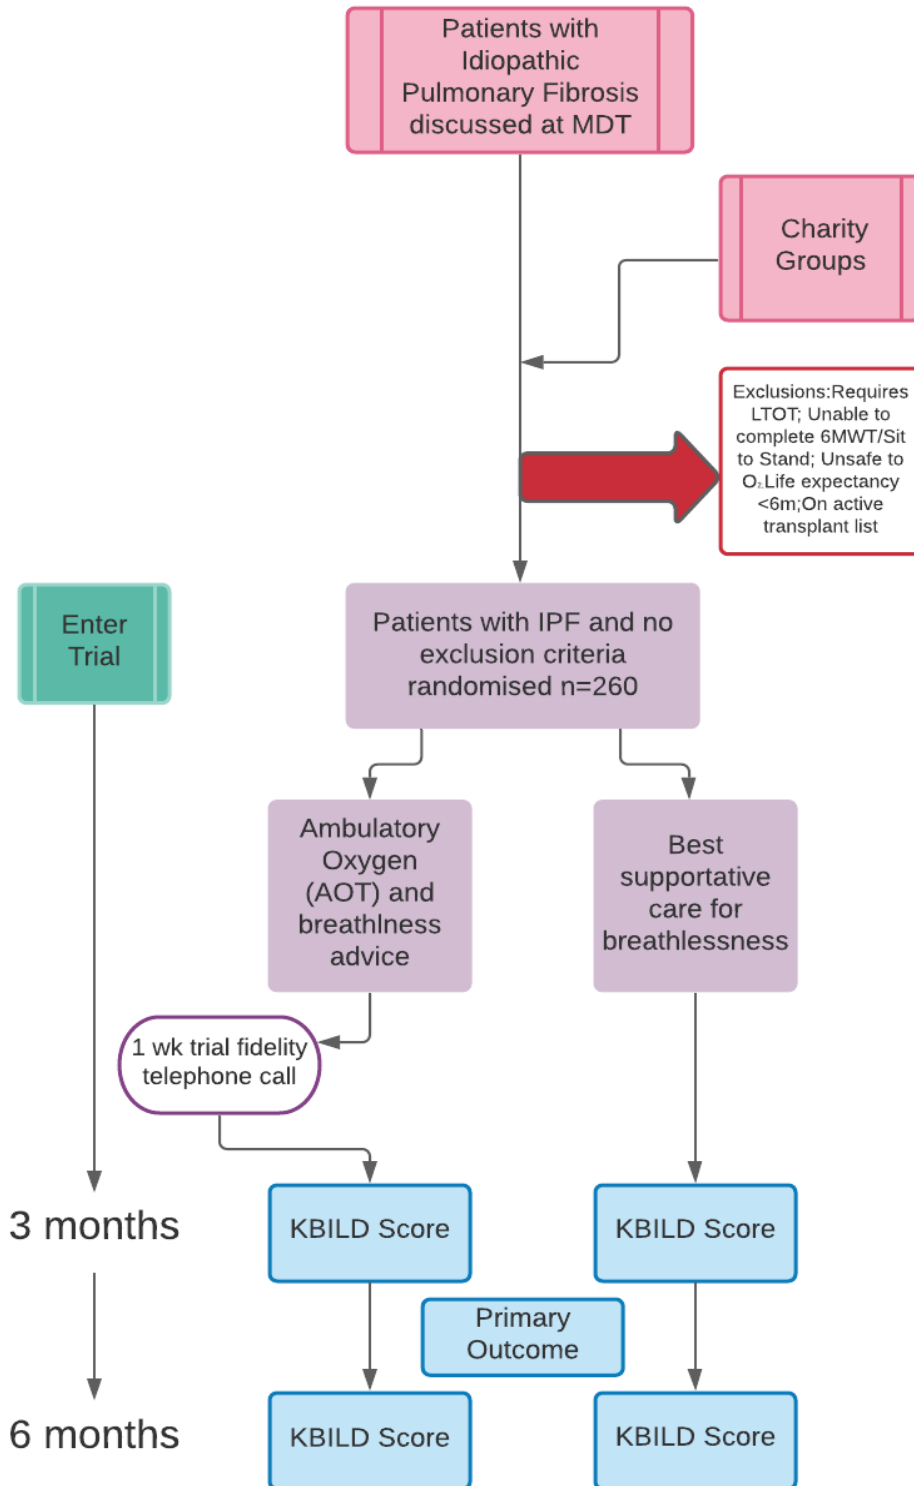 Patients with
Idiopathic
Pulmonary Fibrosis
discussed at MDT
Charity
Groups
Exclusions:Requires
LTOT; Unable to
complete 6MWT/Sit
to Stand; Unsafe to
O₂.Life expectancy
<6m;On active
transplant list
Enter
Trial
Patients with IPF and no
exclusion criteria
randomised n=260
Ambulatory
Oxygen
(AOT) and
breathlness
advice
Best
supportative
care for
breathlessness
1 wk trial fidelity
telephone call
3 months
KBILD Score
KBILD Score
Primary
Outcome
6 months
KBILD Score
KBILD Score